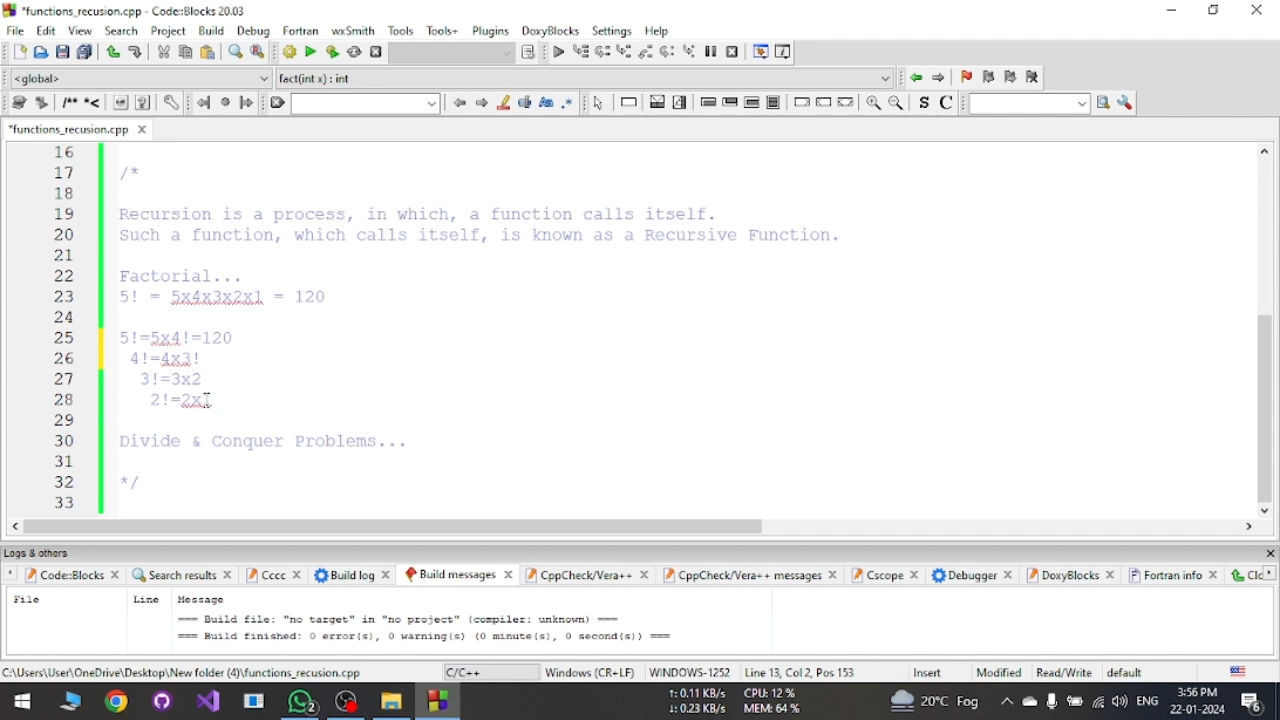 *functions_recusion.cpp - Code::Blocks 20.03
File Edit View Search Project Build Debug Fortran wxSmith Tools Tools+ Plugins DoxyBlocks Settings Help
<global> fact(int x) : int
/** *< S C
*functions_recusion.cpp
16
17 /*
18
19 Recursion is a process, in which, a function calls itself.
20 Such a function, which calls itself, is known as a Recursive Function.
21
22 Factorial...
23 5! = 5x4x3x2x1 = 120
24
25 5!=5x4!=120
26 4!=4x3!
27 3!=3x2
28 2!=2x
29
30 Divide & Conquer Problems...
31
32 */
33
Logs & others
Code::Blocks Search results Cccc Build log Build messages CppCheck/Vera++ CppCheck/Vera++ messages Cscope Debugger DoxyBlocks Fortran info Clo
File Line Message
=== Build file: "no target" in "no project" (compiler: unknown) ===
=== Build finished: 0 error(s), 0 warning(s) (0 minute(s), 0 second(s)) ===
C:\Users\User\OneDrive\Desktop\New folder (4)\functions_recusion.cpp C/C++ Windows (CR+LF) WINDOWS-1252 Line 13, Col 2, Pos 153 Insert Modified Read/Write default
2 ↑: 0.11 KB/s CPU: 12 % 20°C Fog ENG 3:56 PM
↓: 0.23 KB/s MEM: 64 % 22-01-2024 6